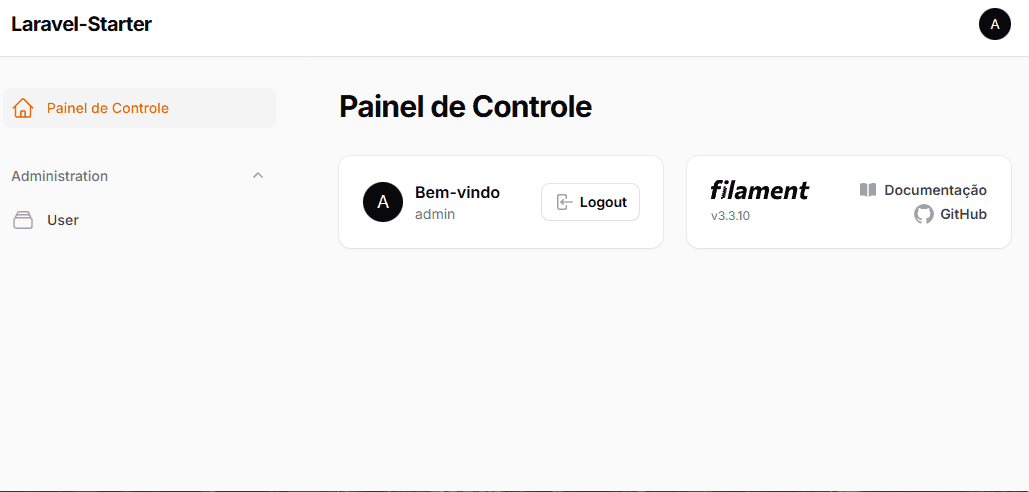 Laravel-Starter
A
Painel de Controle
Administration
User
Painel de Controle
A
Bem-vindo
admin
Logout
filament
v3.3.10
Documentação
GitHub